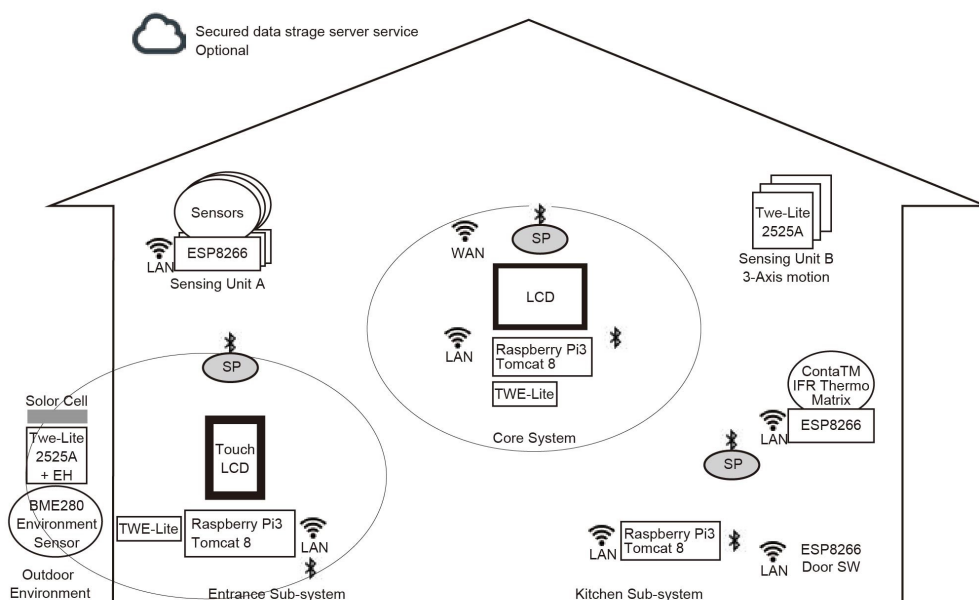 Secured data strage server service
Optional
Sensors
ESP8266
LAN
Sensing Unit A
WAN
SP
LCD
LAN
Raspberry Pi3
Tomcat 8
TWE-Lite
Core System
Twe-Lite
2525A
Sensing Unit B
3-Axis motion
SP
Solor Cell
Twe-Lite
2525A
+ EH
BME280
Environment
Sensor
Outdoor
Environment
Touch
LCD
TWE-Lite
Raspberry Pi3
Tomcat 8
LAN
Entrance Sub-system
ContaTM
IFR Thermo
Matrix
ESP8266
LAN
SP
LAN
Raspberry Pi3
Tomcat 8
LAN
ESP8266
Door SW
Kitchen Sub-system